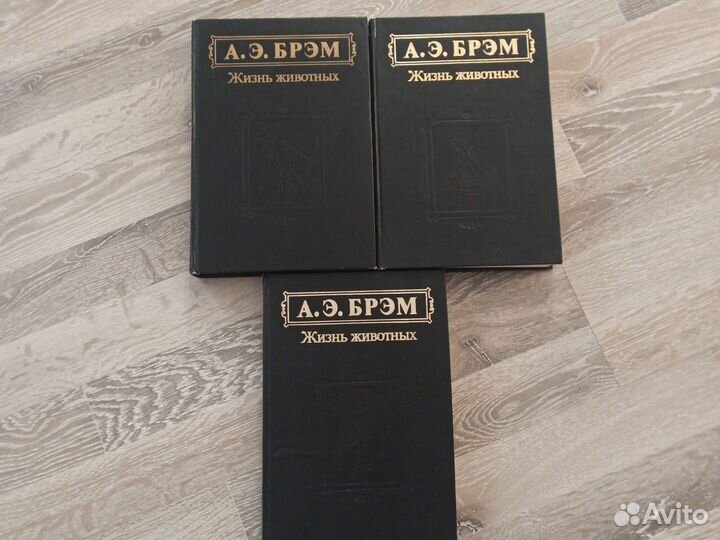 А. Э. БРЭМ
Жизнь животных
А. Э. БРЭМ
Жизнь животных
А. Э. БРЭМ
Жизнь животных
Avito